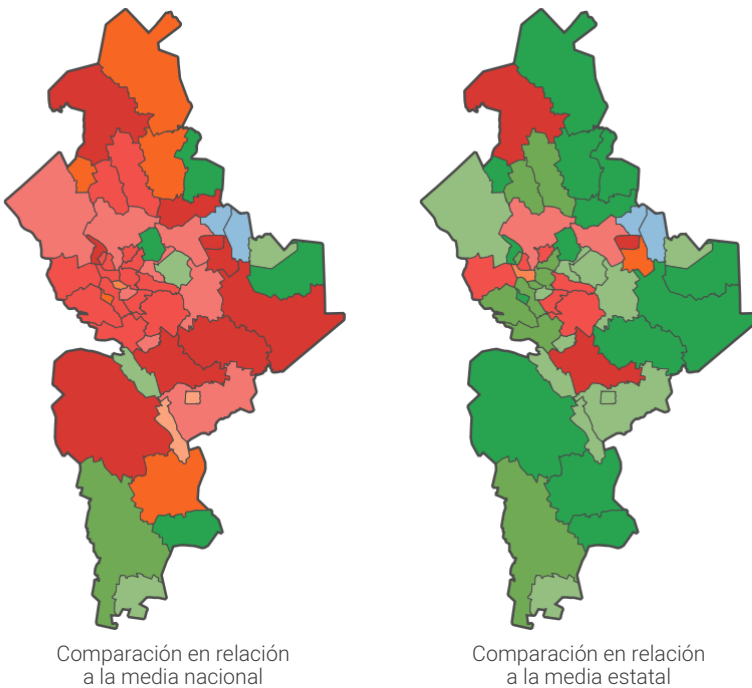 Comparación en relación
a la media nacional
Comparación en relación
a la media estatal